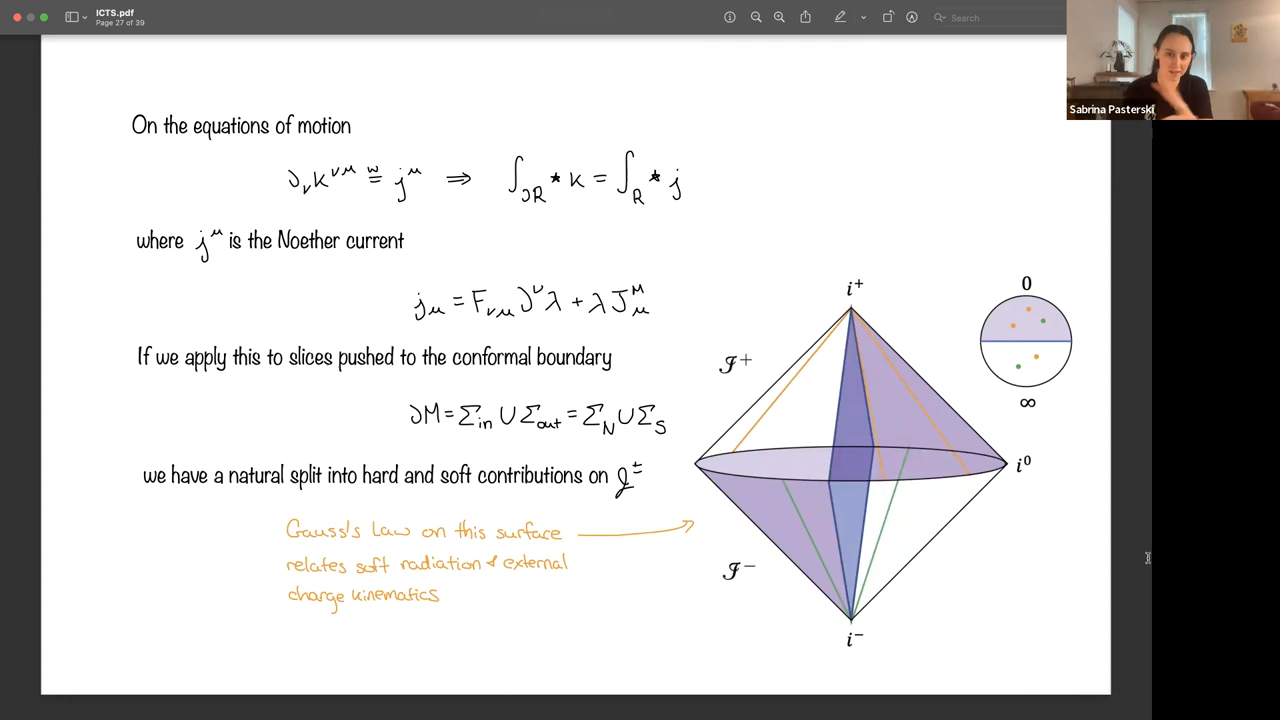 ICTS.pdf
Page 27 of 39
Search
Sabrina Pasterski
On the equations of motion
∂_ν k^{νμ} ≅^w j^μ ⟹ ∫_{∂R} ⋆k = ∫_R ⋆j
where j^μ is the Noether current
j_μ = F_{νμ} ∂^ν λ + λ J^M_μ
If we apply this to slices pushed to the conformal boundary
∂M = Σ_in ∪ Σ_out = Σ_N ∪ Σ_S
we have a natural split into hard and soft contributions on 𝓘^±
Gauss's Law on this surface
relates soft radiation & external
charge kinematics
i⁺
𝓘⁺
i⁰
𝓘⁻
i⁻
0
∞